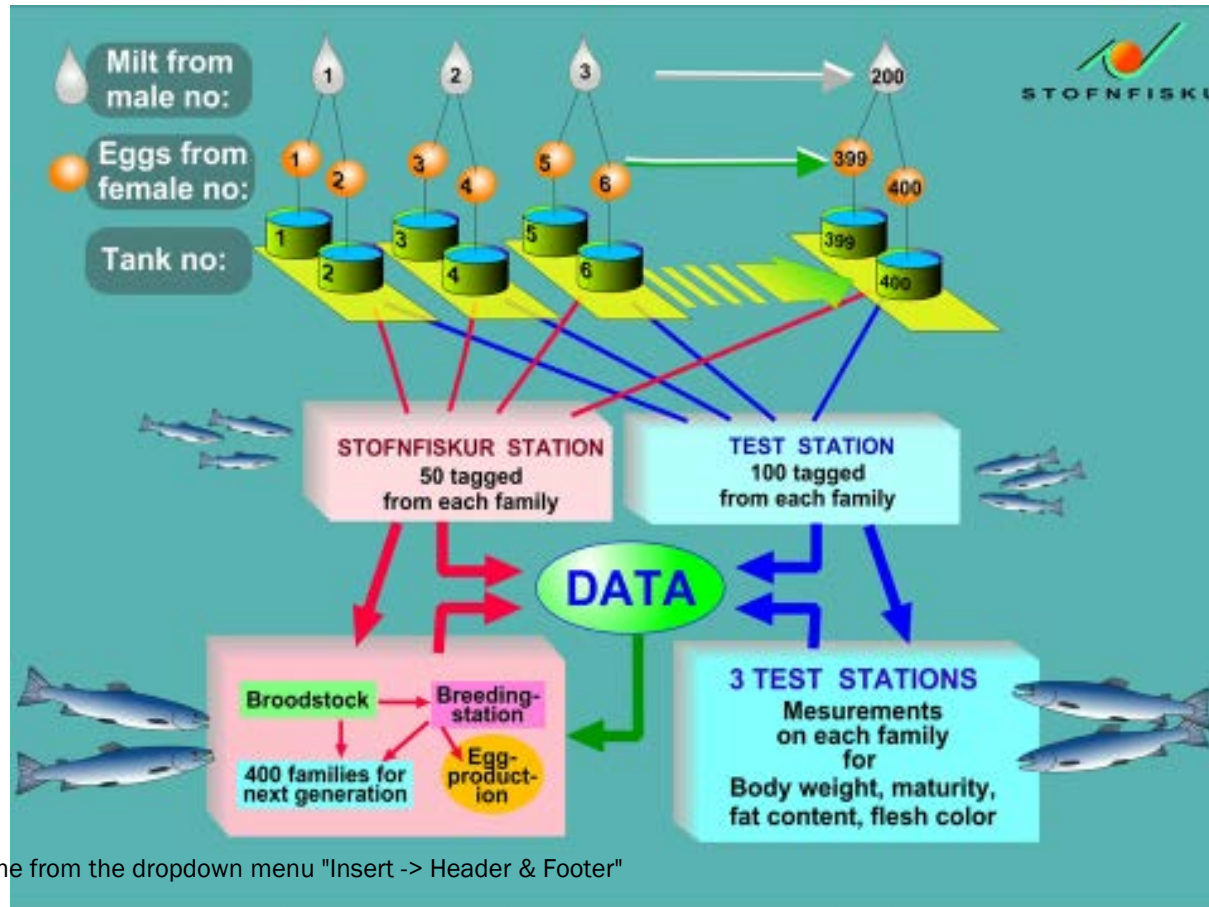 Milt from
male no:
1
2
3
200
STOFNFISKU
Eggs from
female no:
1
2
3
4
5
6
399
400
Tank no:
1
2
3
4
5
6
399
400
STOFNFISKUR STATION
50 tagged
from each family
TEST STATION
100 tagged
from each family
DATA
Broodstock
Breeding-
station
400 families for
next generation
Egg-
product-
ion
3 TEST STATIONS
Mesurements
on each family
for
Body weight, maturity,
fat content, flesh color
from the dropdown menu "Insert -> Header & Footer"